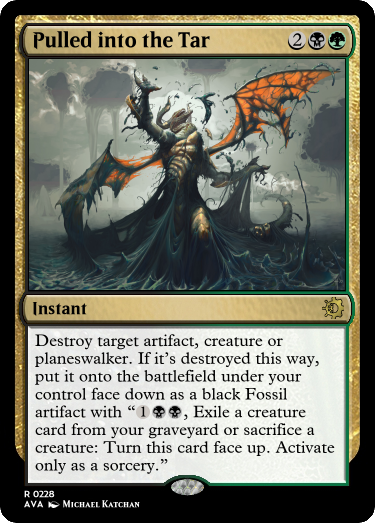 Pulled into the Tar 2
Instant
Destroy target artifact, creature or
planeswalker. If it's destroyed this way,
put it onto the battlefield under your
control face down as a black Fossil
artifact with “1, Exile a creature
card from your graveyard or sacrifice a
creature: Turn this card face up. Activate
only as a sorcery.”
R 0228
AVA Michael Katchan